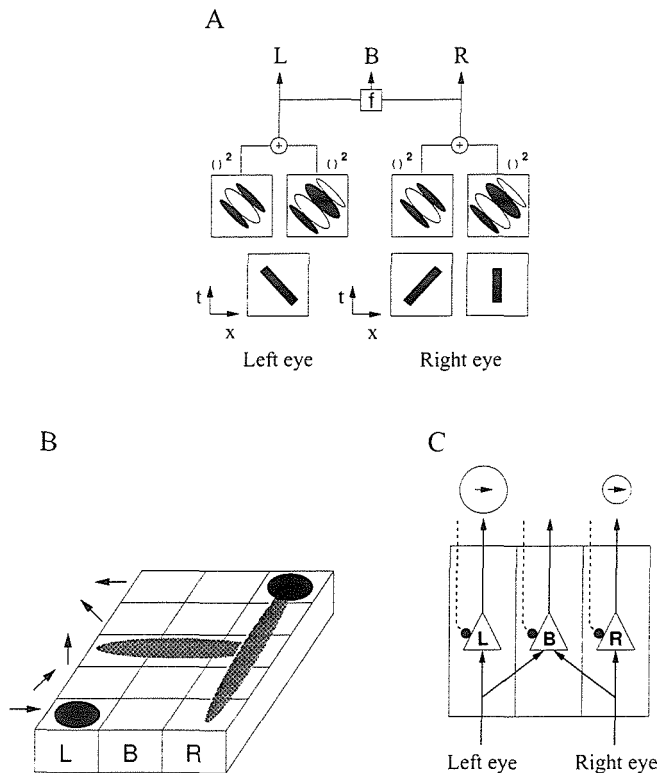 A
L B R
f
+ +
( )² ( )² ( )² ( )²
t t
x x
Left eye Right eye
B
L B R
C
L B R
Left eye Right eye